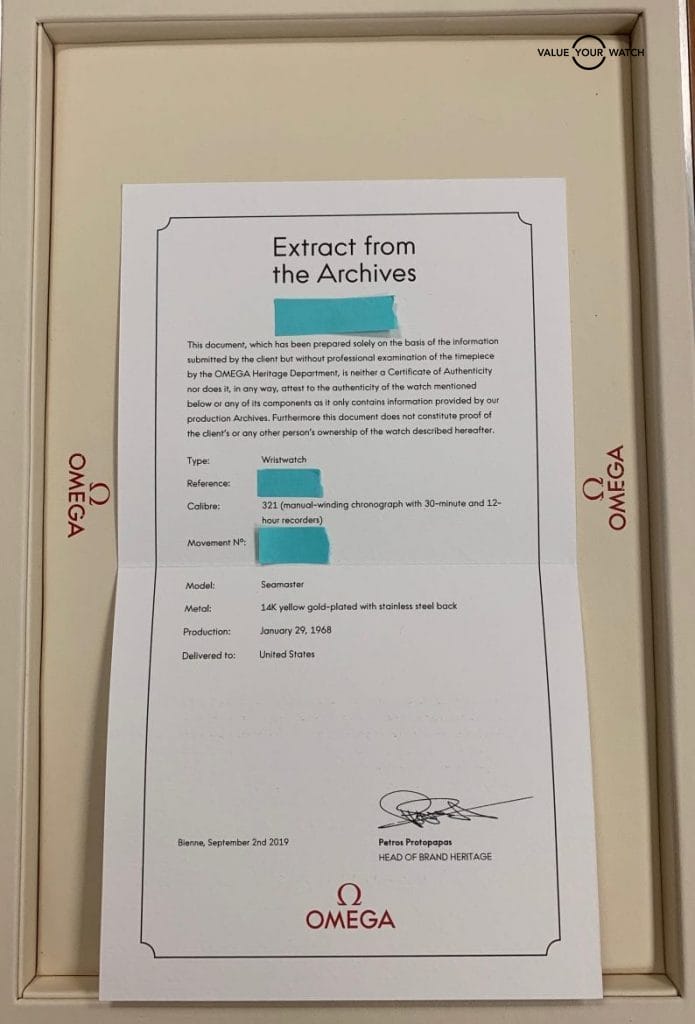 VALUE YOUR WATCH
Extract from
the Archives
This document, which has been prepared solely on the basis of the information
submitted by the client but without professional examination of the timepiece
by the OMEGA Heritage Department, is neither a Certificate of Authenticity
nor does it, in any way, attest to the authenticity of the watch mentioned
below or any of its components as it only contains information provided by our
production Archives. Furthermore this document does not constitute proof of
the client's or any other person's ownership of the watch described hereafter.
Type: Wristwatch
Reference:
Calibre: 321 (manual-winding chronograph with 30-minute and 12-
hour recorders)
Movement Nº:
Model: Seamaster
Metal: 14K yellow gold-plated with stainless steel back
Production: January 29, 1968
Delivered to: United States
Ω
OMEGA
Ω
OMEGA
Bienne, September 2nd 2019
Petros Protopapas
HEAD OF BRAND HERITAGE
Ω
OMEGA